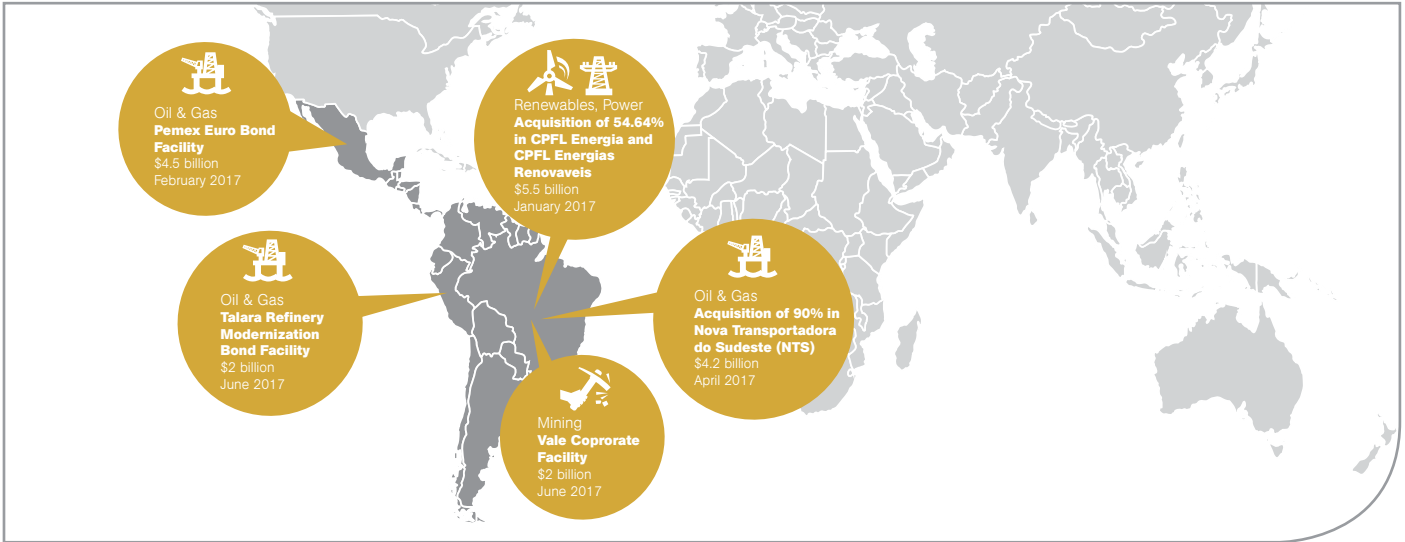 Oil & Gas
Pemex Euro Bond
Facility
$4.5 billion
February 2017
Renewables, Power
Acquisition of 54.64%
in CPFL Energia and
CPFL Energias
Renovaveis
$5.5 billion
January 2017
Oil & Gas
Talara Refinery
Modernization
Bond Facility
$2 billion
June 2017
Oil & Gas
Acquisition of 90% in
Nova Transportadora
do Sudeste (NTS)
$4.2 billion
April 2017
Mining
Vale Coprorate
Facility
$2 billion
June 2017